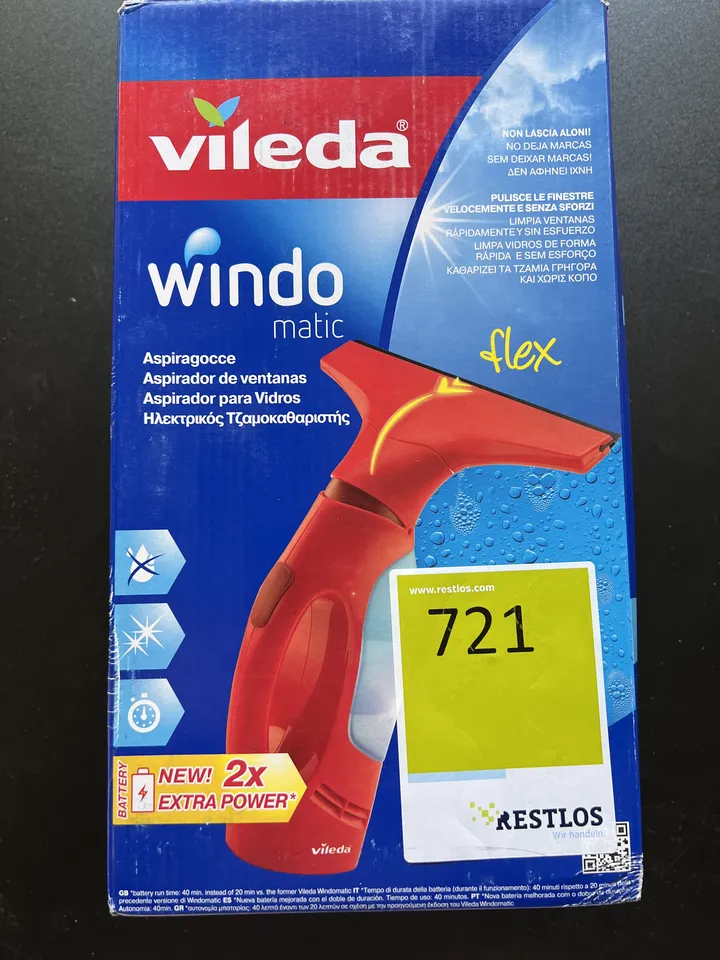 vileda®
NON LASCIA ALONI!
NO DEJA MARCAS
SEM DEIXAR MARCAS!
ΔΕΝ ΑΦΗΝΕΙ ΙΧΝΗ
PULISCE LE FINESTRE
VELOCEMENTE E SENZA SFORZI
LIMPIA VENTANAS
RÁPIDAMENTE Y SIN ESFUERZO
LIMPA VIDROS DE FORMA
RÁPIDA E SEM ESFORÇO
ΚΑΘΑΡΙΖΕΙ ΤΑ ΤΖΑΜΙΑ ΓΡΗΓΟΡΑ
ΚΑΙ ΧΩΡΙΣ ΚΟΠΟ
windo
matic
flex
Aspiragocce
Aspirador de ventanas
Aspirador para Vidros
Ηλεκτρικός Τζαμοκαθαριστής
www.restlos.com
721
RESTLOS
Wir handeln.
BATTERY
NEW! 2x
EXTRA POWER*
vileda
GB *battery run time: 40 min. instead of 20 min vs. the former Vileda Windomatic IT *Tempo di durata della batteria (durante il funzionamento): 40 minuti rispetto a 20 minuti della
precedente versione di Windomatic ES *Nueva batería mejorada con el doble de duración. Tiempo de uso: 40 minutos. PT *Nova bateria melhorada com o dobro da
Autonomia: 40min. GR *αυτονομία μπαταρίας: 40 λεπτά έναντι των 20 λεπτών σε σχέση με την προηγούμενη έκδοση του Vileda Windomatic